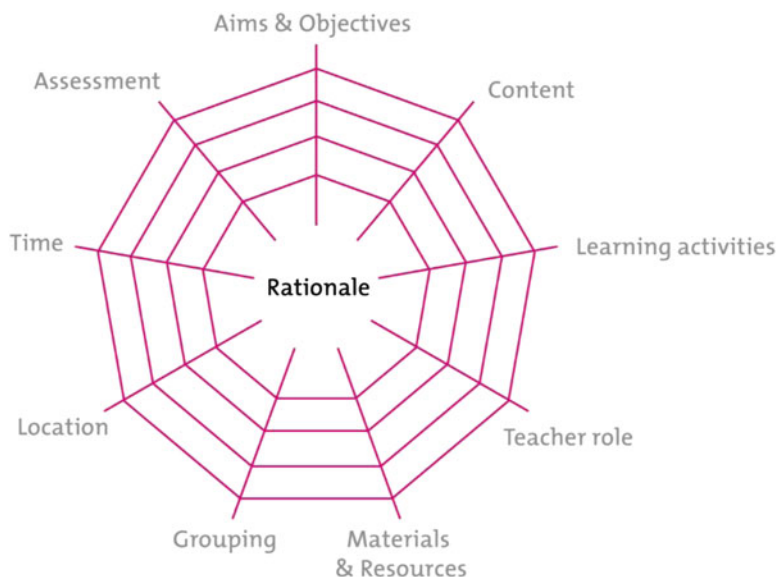 Aims & Objectives
Assessment
Content
Time
Learning activities
Rationale
Location
Teacher role
Grouping
Materials
& Resources